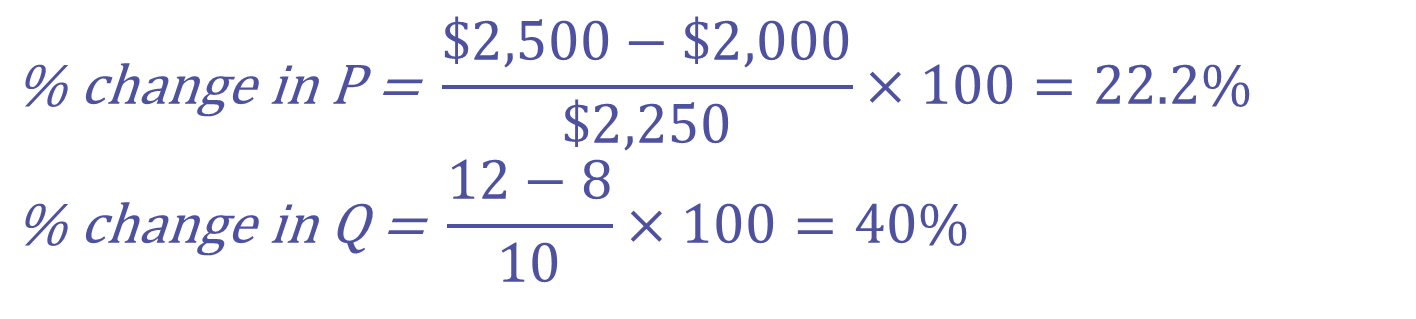 % change in P = $2,500 − $2,000 / $2,250 × 100 = 22.2%
% change in Q = 12 − 8 / 10 × 100 = 40%